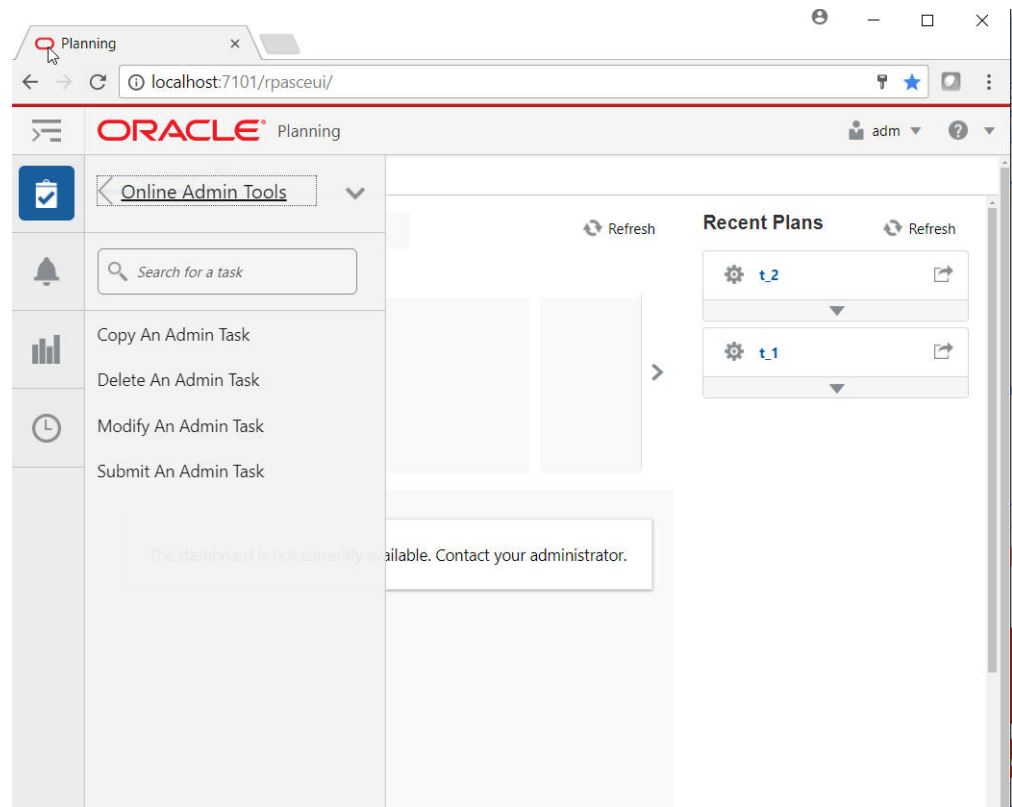 Planning
localhost:7101/rpasceui/
ORACLE® Planning
adm
Online Admin Tools
Refresh
Recent Plans
Refresh
Search for a task
t_2
Copy An Admin Task
t_1
Delete An Admin Task
Modify An Admin Task
Submit An Admin Task
The dashboard is not currently available. Contact your administrator.